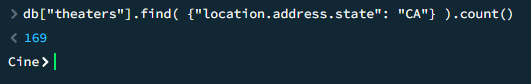 > db["theaters"].find( {"location.address.state": "CA"} ).count()
< 169
Cine>